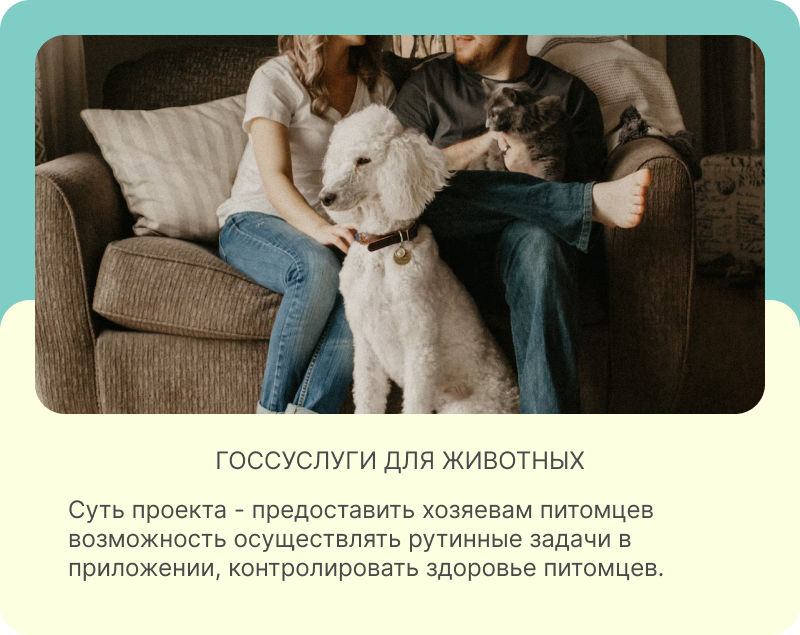 ГОССУСЛУГИ ДЛЯ ЖИВОТНЫХ
Суть проекта - предоставить хозяевам питомцев
возможность осуществлять рутинные задачи в
приложении, контролировать здоровье питомцев.